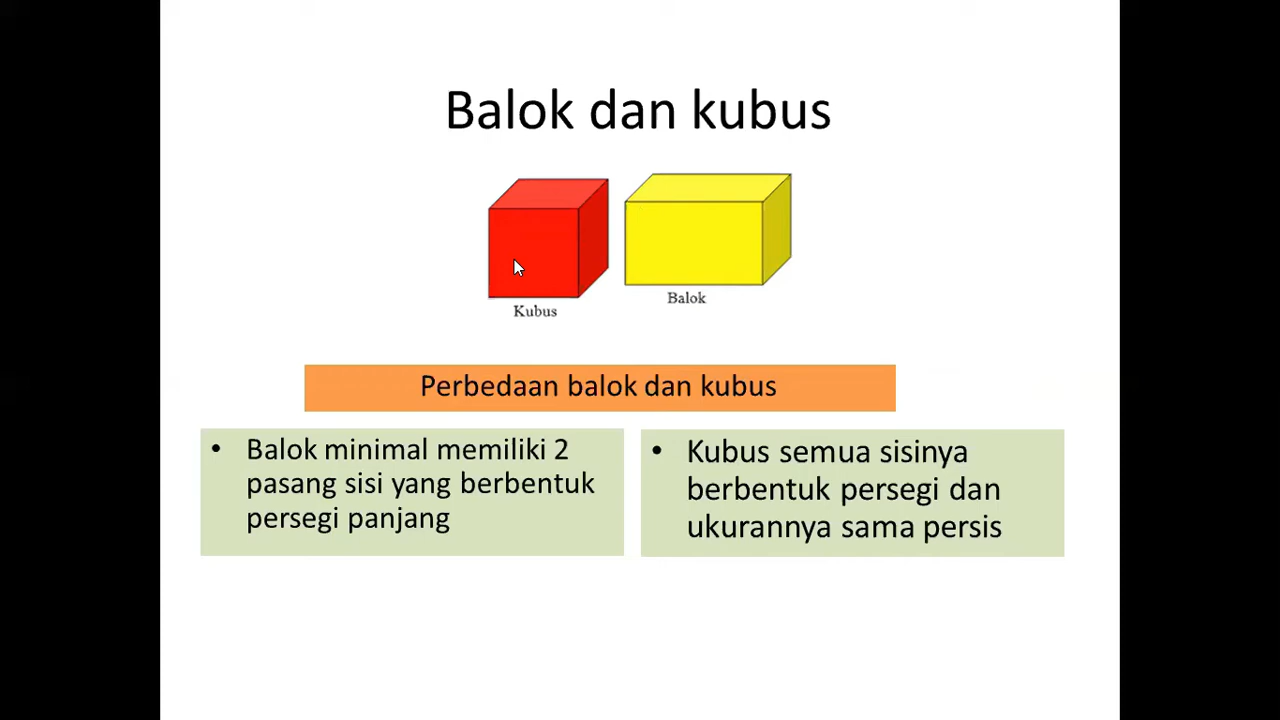 Balok dan kubus
Kubus
Balok
Perbedaan balok dan kubus
• Balok minimal memiliki 2
pasang sisi yang berbentuk
persegi panjang
• Kubus semua sisinya
berbentuk persegi dan
ukurannya sama persis